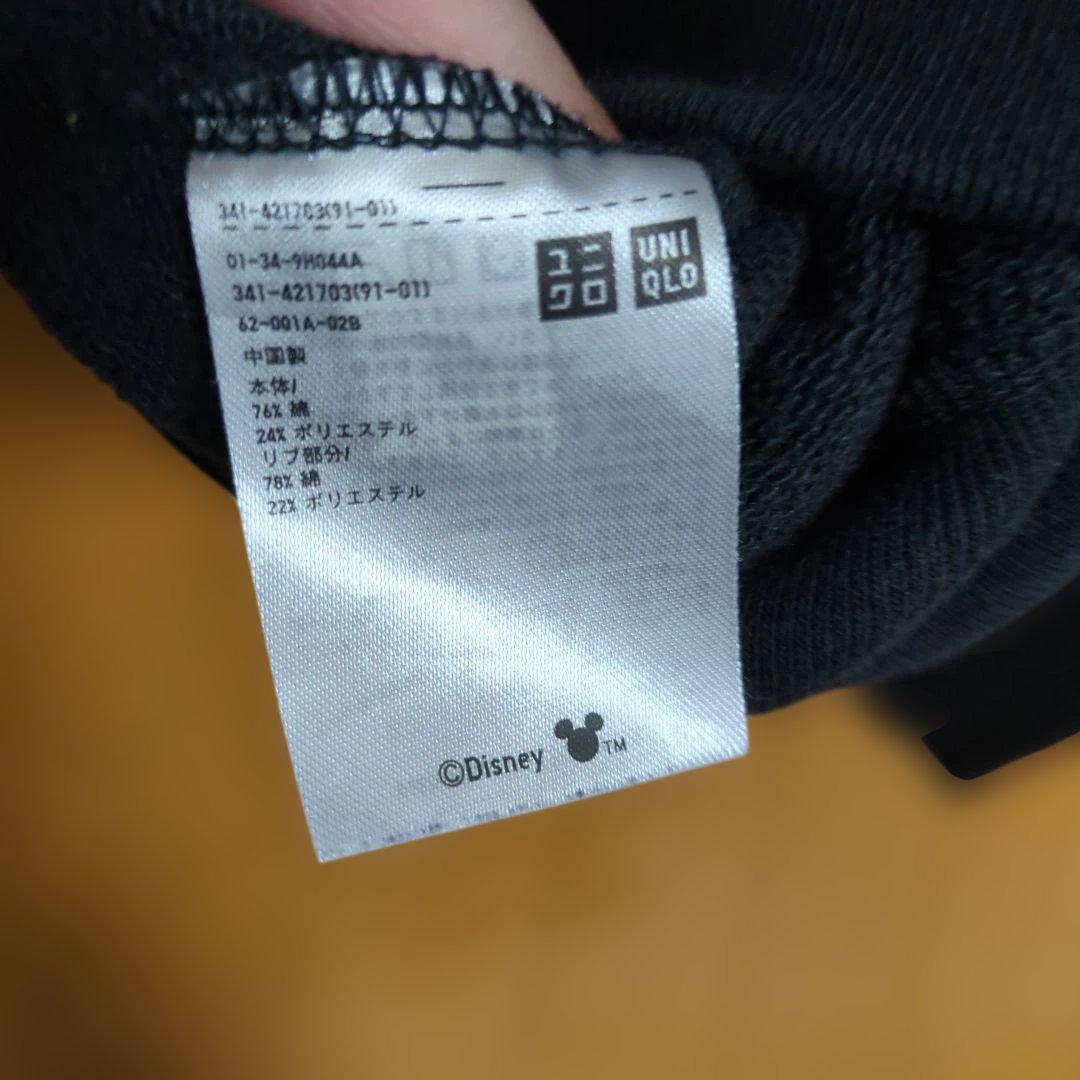 341-421703(91-01)
01-34-9H044A
341-421703(91-01)
62-001A-02B
ユニ
クロ
UNI
QLO
中国製
本体/
76% 綿
24% ポリエステル
リブ部分/
78% 綿
22% ポリエステル
©Disney TM